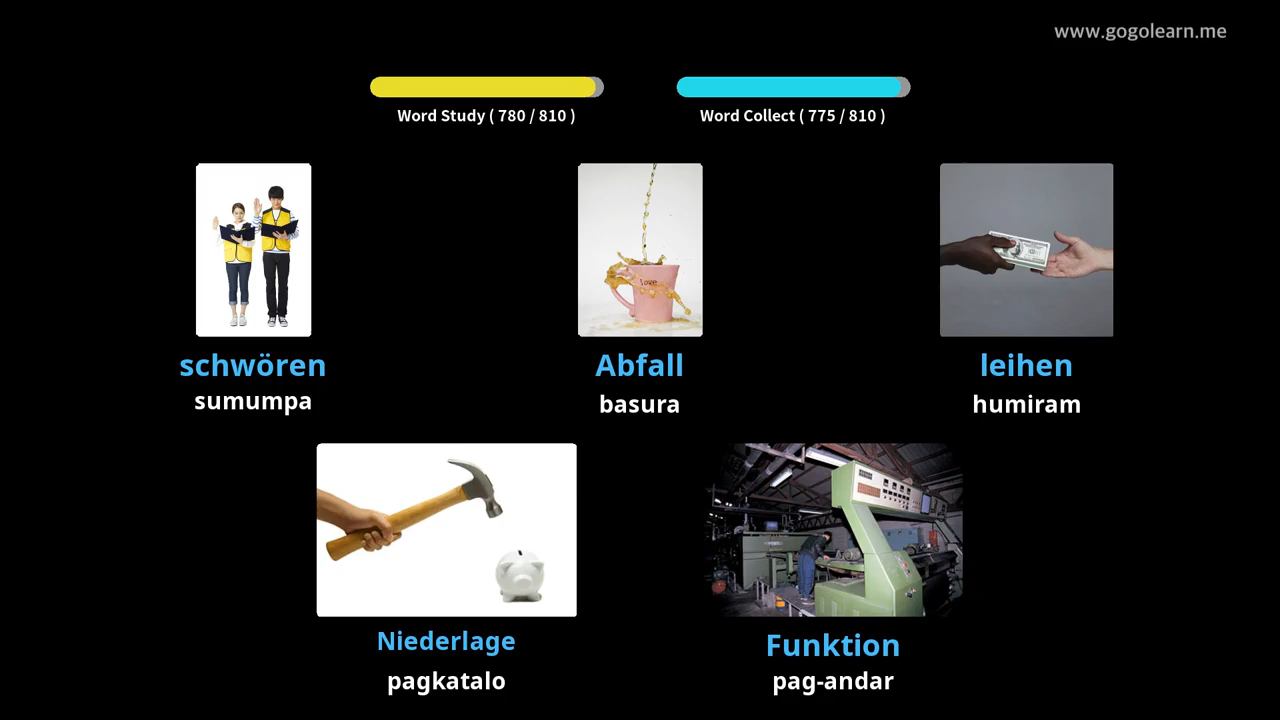 www.gogolearn.me
Word Study ( 780 / 810 )
Word Collect ( 775 / 810 )
love
schwören
sumumpa
Abfall
basura
leihen
humiram
Niederlage
pagkatalo
Funktion
pag-andar